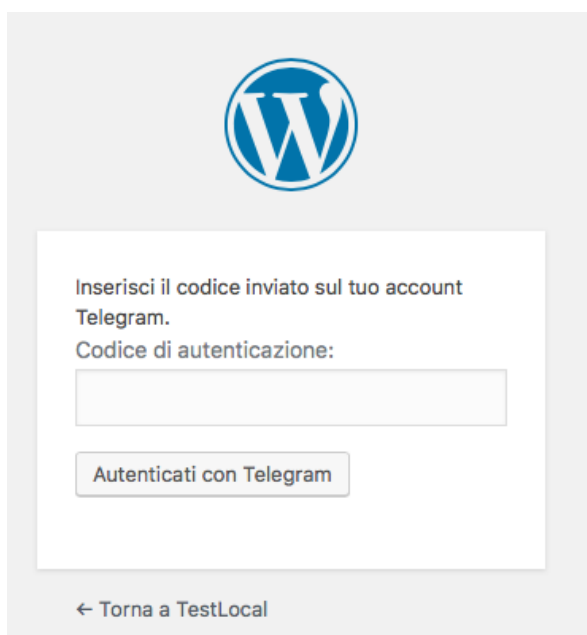 Inserisci il codice inviato sul tuo account
Telegram.
Codice di autenticazione:
Autenticati con Telegram
← Torna a TestLocal